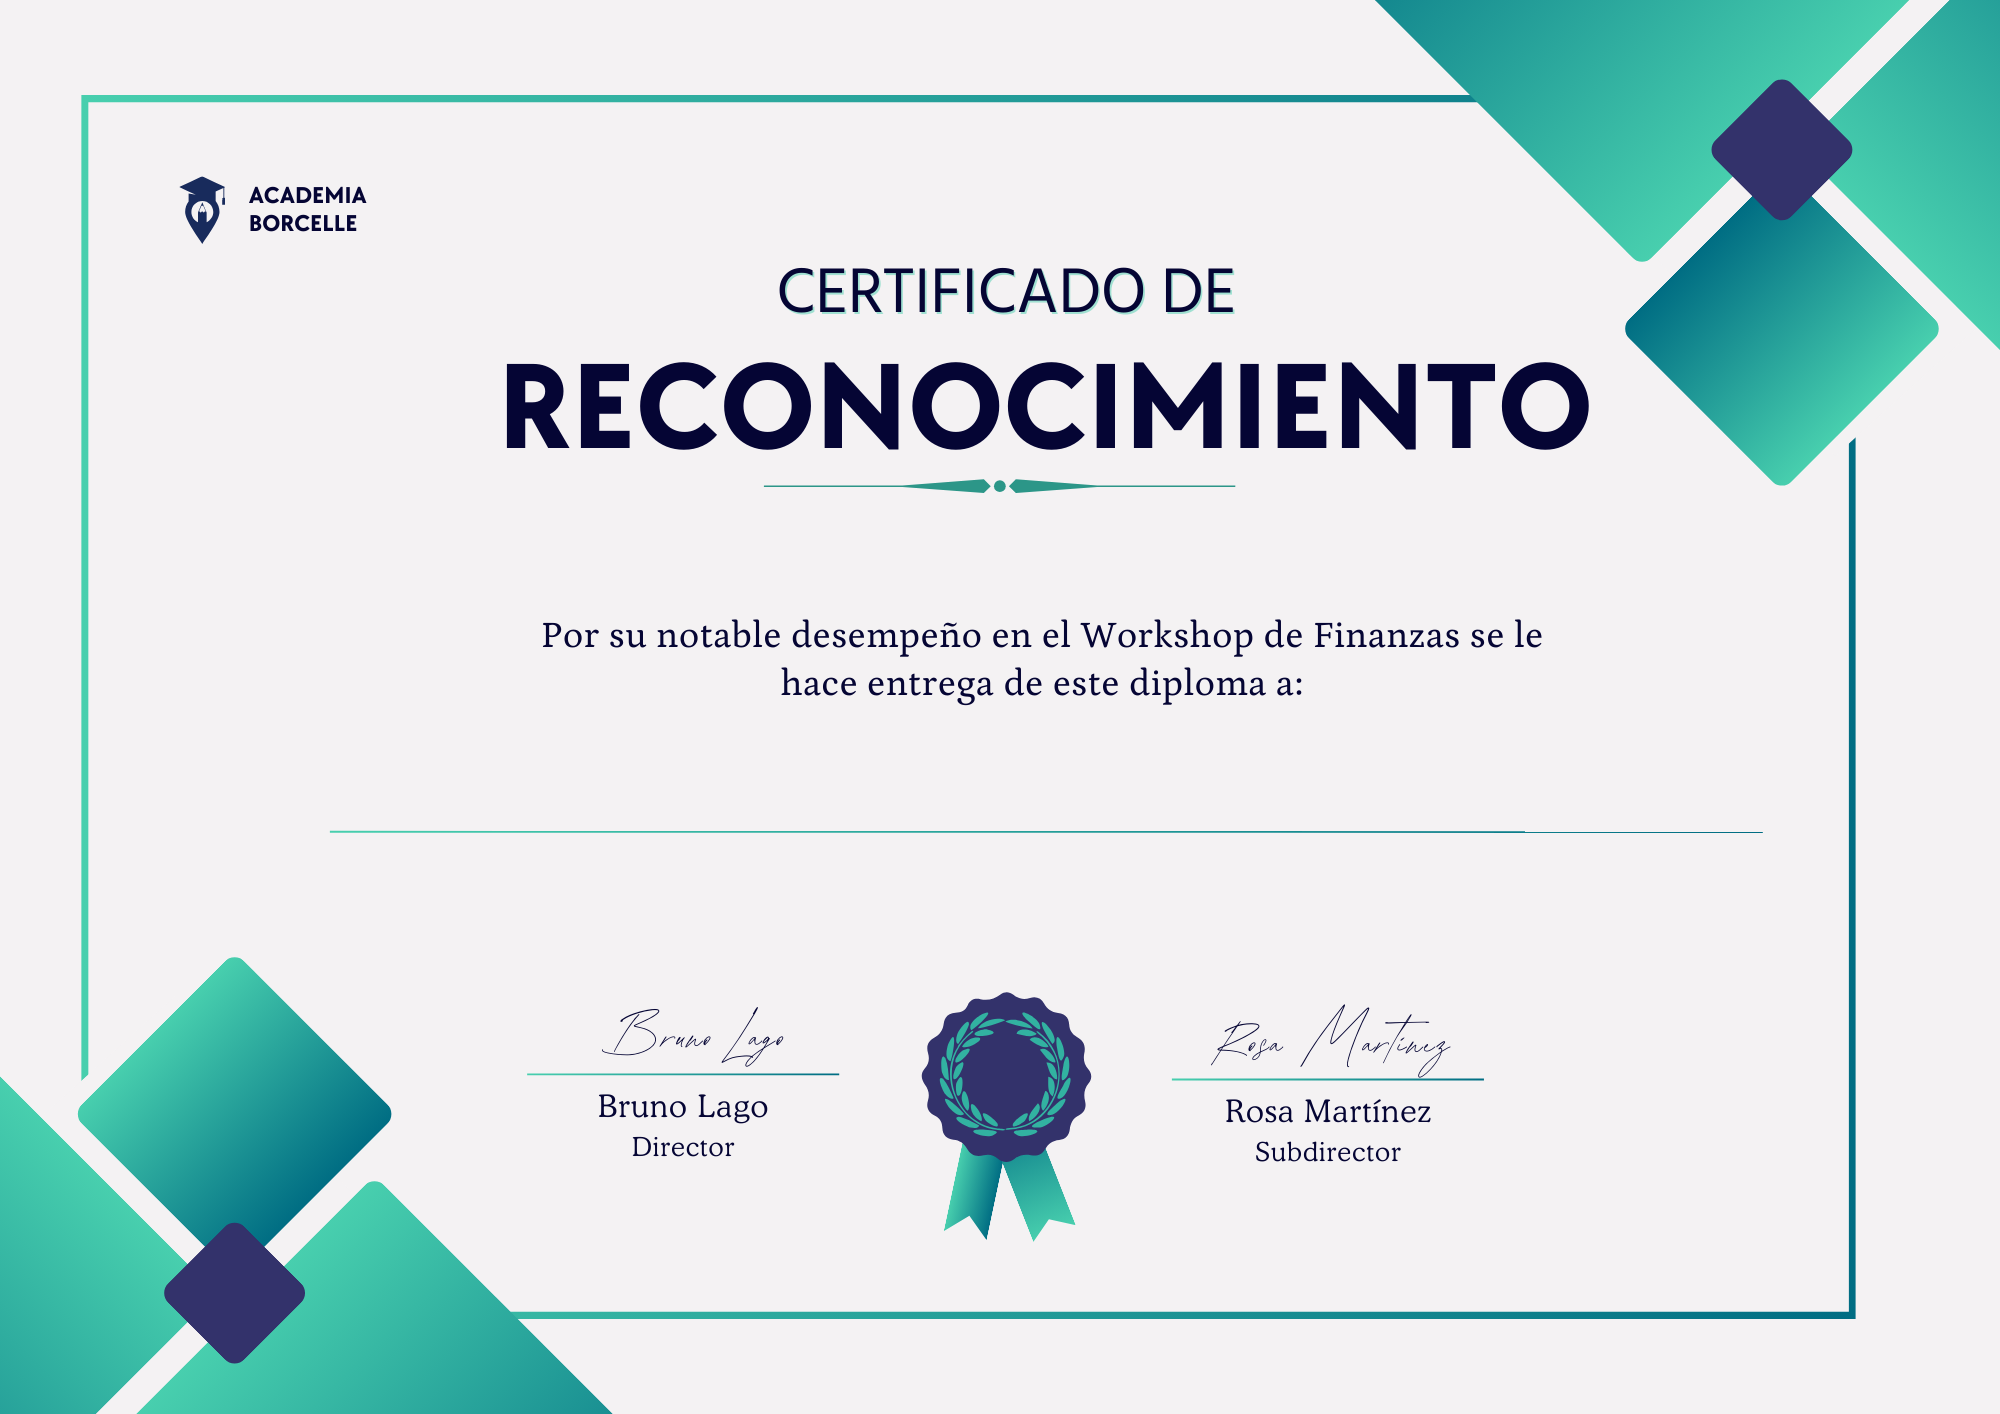 ACADEMIA
BORCELLE
CERTIFICADO DE
RECONOCIMIENTO
Por su notable desempeño en el Workshop de Finanzas se le
hace entrega de este diploma a:
Bruno Lago
Bruno Lago
Director
Rosa Martinez
Rosa Martínez
Subdirector